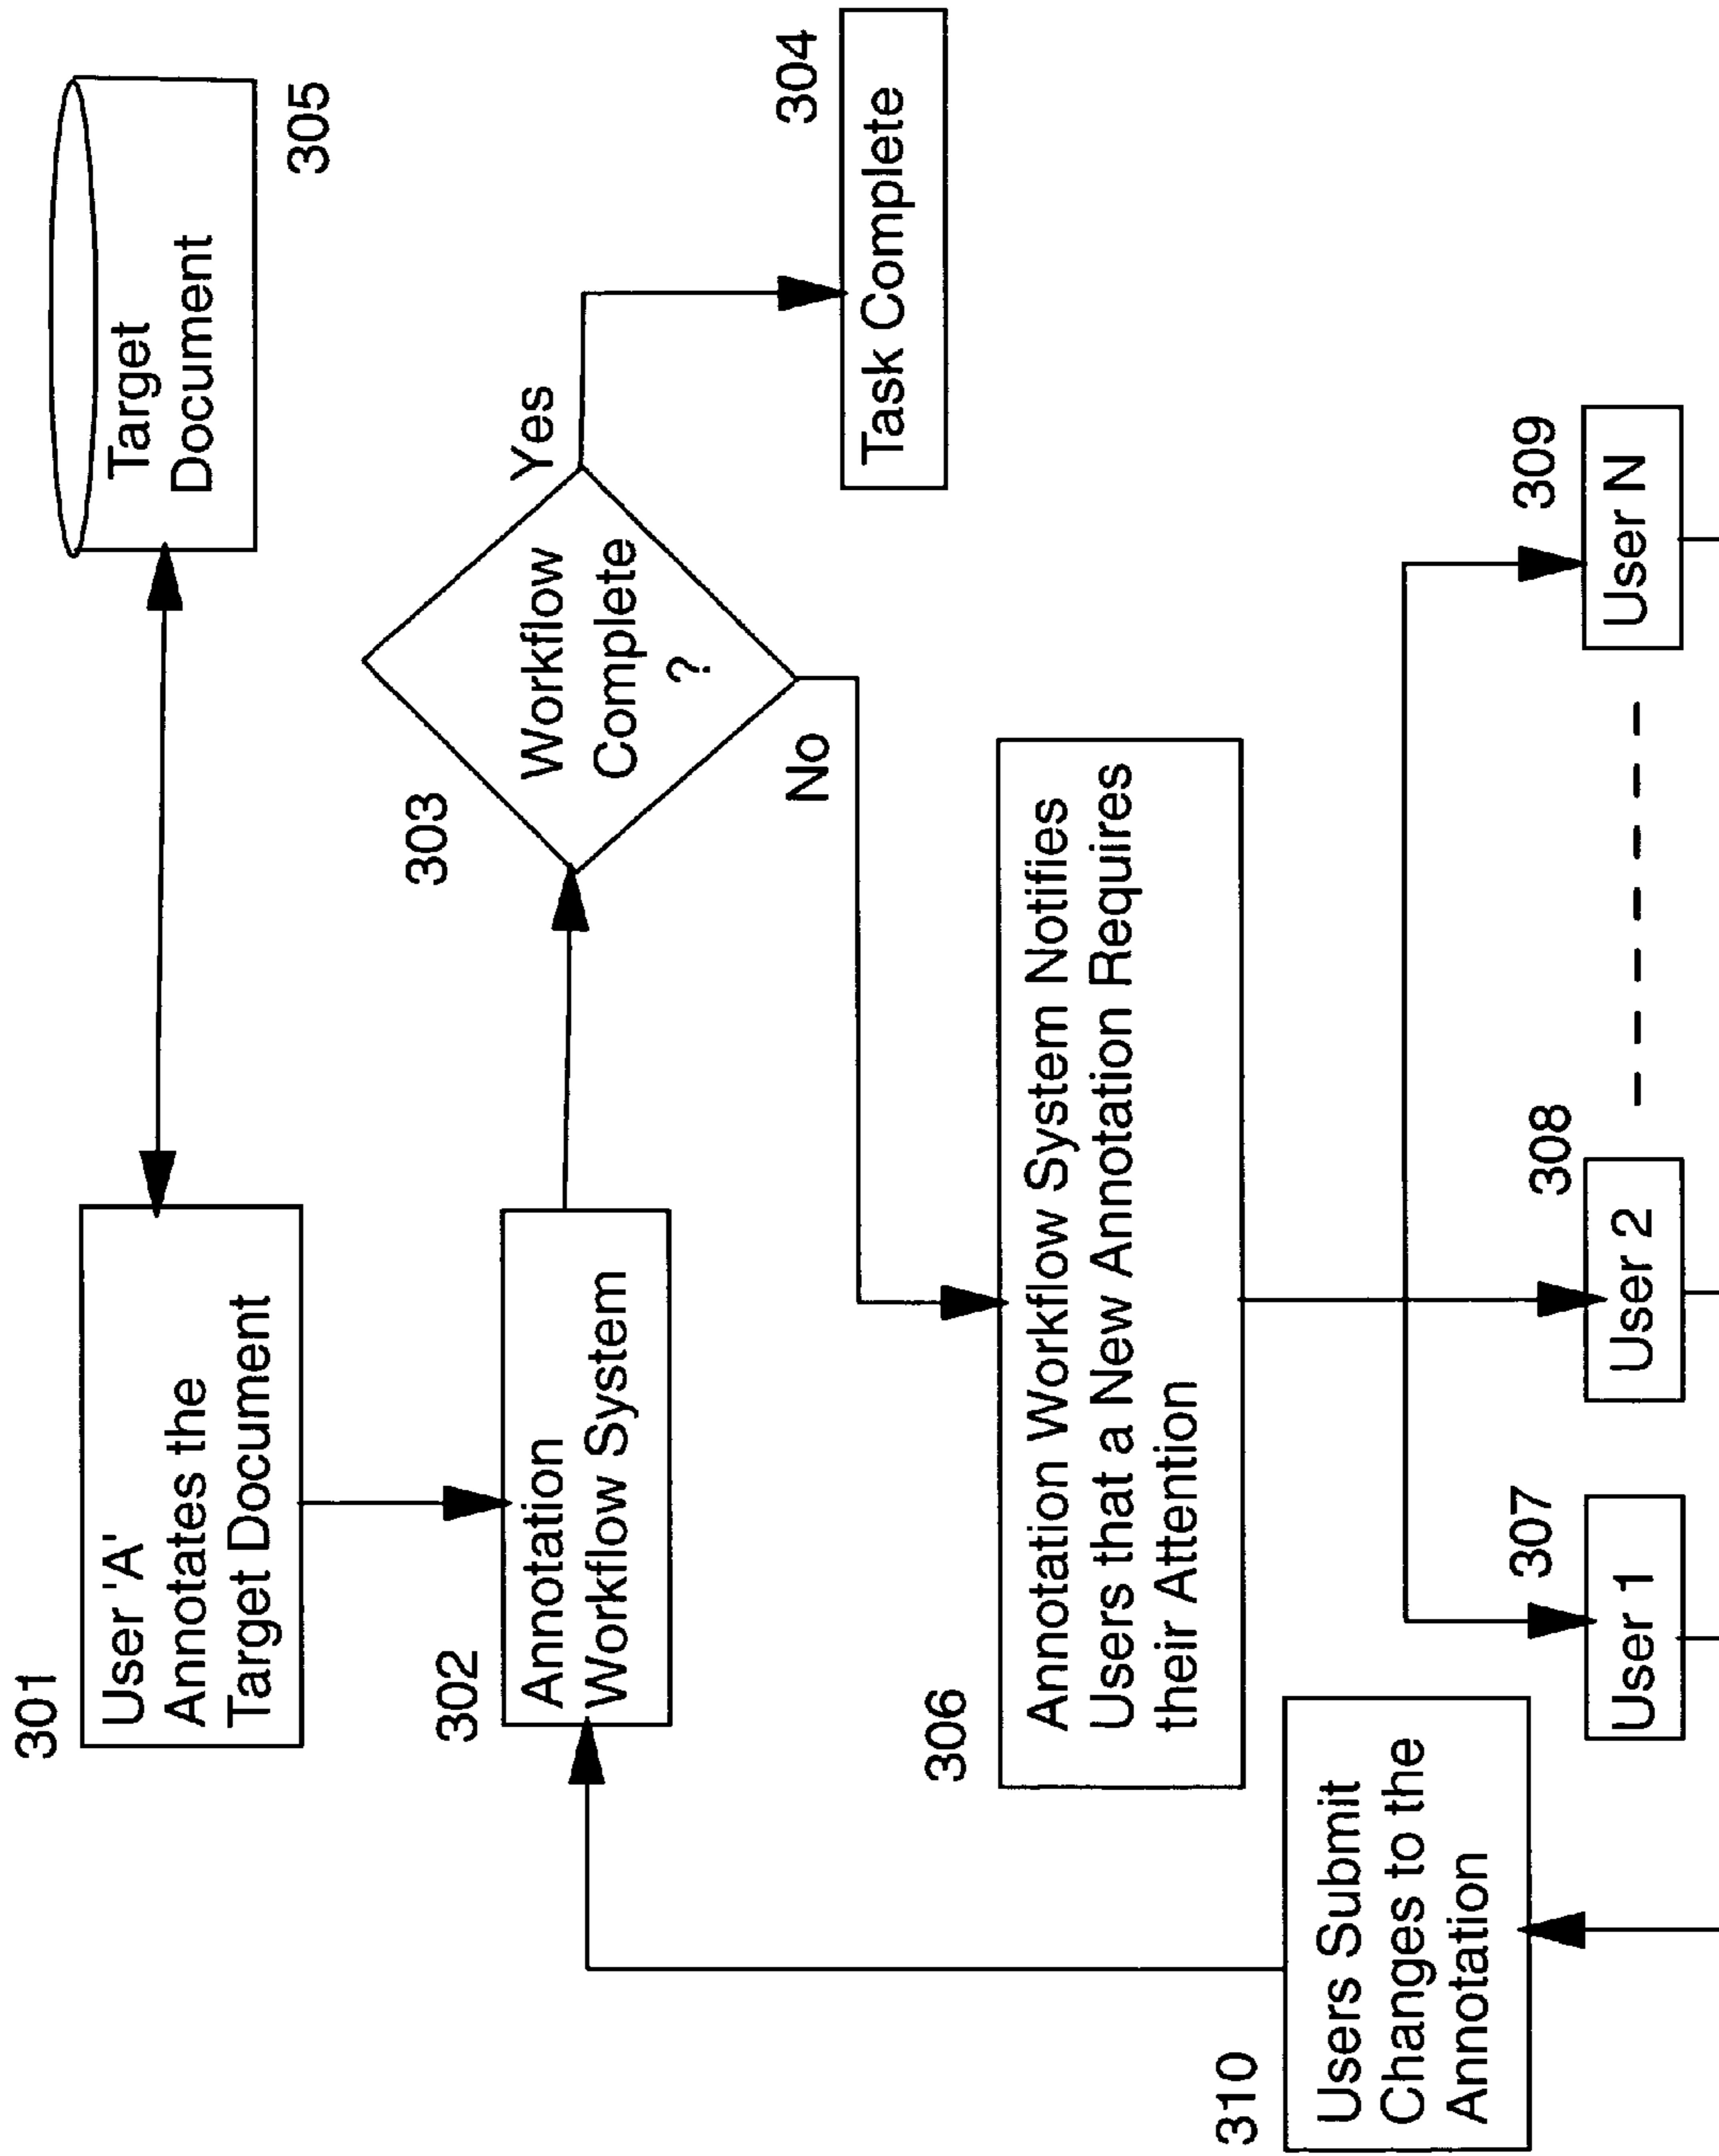 301
User 'A'
Annotates the
Target Document
Target
Document
305
302
Annotation
Workflow System
303
Workflow
Complete
?
Yes
No
304
Task Complete
306
Annotation Workflow System Notifies
Users that a New Annotation Requires
their Attention
310
Users Submit
Changes to the
Annotation
307
User 1
308
User 2
309
User N